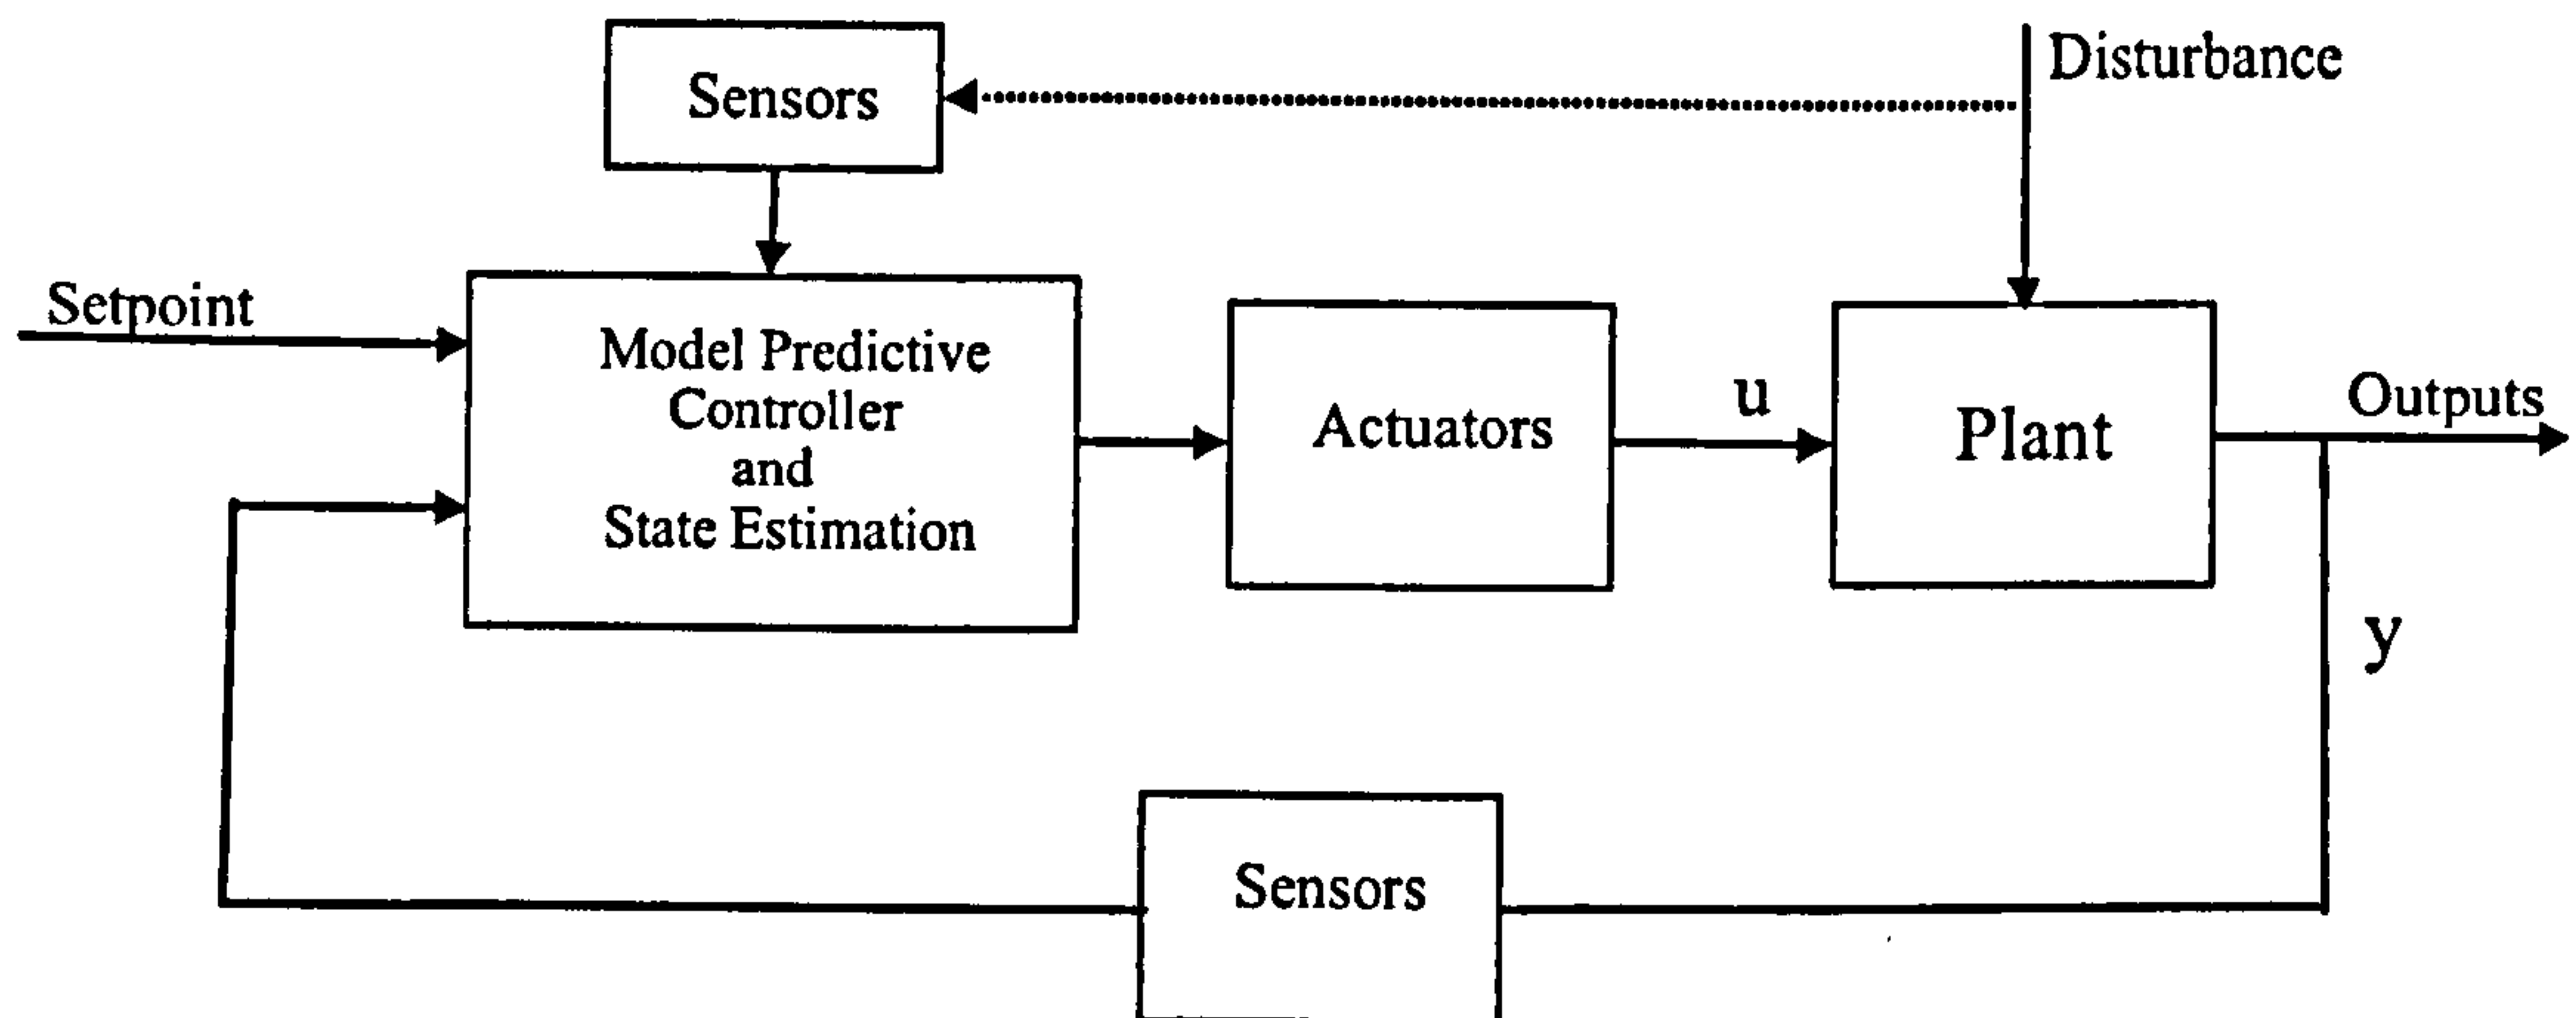 Sensors
Disturbance
Setpoint
Model Predictive
Controller
and
State Estimation
Actuators
u
Plant
Outputs
y
Sensors